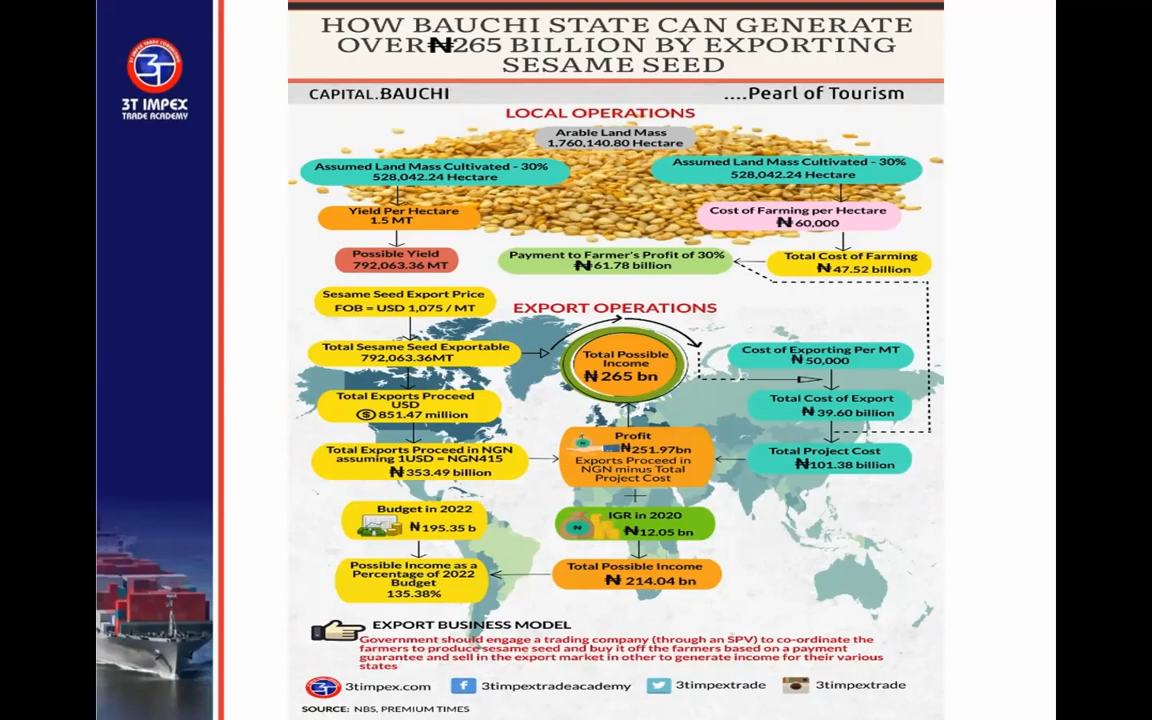 3T IMPEX
TRADE ACADEMY
HOW BAUCHI STATE CAN GENERATE
OVER ₦265 BILLION BY EXPORTING
SESAME SEED
CAPITAL.BAUCHI
....Pearl of Tourism
LOCAL OPERATIONS
Arable Land Mass
1,760,140.80 Hectare
Assumed Land Mass Cultivated - 30%
528,042.24 Hectare
Assumed Land Mass Cultivated - 30%
528,042.24 Hectare
Yield Per Hectare
1.5 MT
Cost of Farming per Hectare
₦ 60,000
Possible Yield
792,063.36 MT
Payment to Farmer's Profit of 30%
₦61.78 billion
Total Cost of Farming
₦47.52 billion
Sesame Seed Export Price
FOB = USD 1,075 / MT
EXPORT OPERATIONS
Total Sesame Seed Exportable
792,063.36MT
Total Possible
Income
₦ 265 bn
Cost of Exporting Per MT
₦ 50,000
Total Exports Proceed
USD
$ 851.47 million
Total Cost of Export
₦ 39.60 billion
Total Exports Proceed in NGN
assuming 1USD = NGN415
₦ 353.49 billion
Profit
₦251.97bn
Exports Proceed in
NGN minus Total
Project Cost
Total Project Cost
₦101.38 billion
Budget in 2022
₦195.35 b
IGR in 2020
₦12.05 bn
Possible Income as a
Percentage of 2022
Budget
135.38%
Total Possible Income
₦ 214.04 bn
EXPORT BUSINESS MODEL
Government should engage a trading company (through an SPV) to co-ordinate the
farmers to produce sesame seed and buy it off the farmers based on a payment
guarantee and sell in the export market in other to generate income for their various
states
3timpex.com
3timpextradeacademy
3timpextrade
3timpextrade
SOURCE: NBS, PREMIUM TIMES